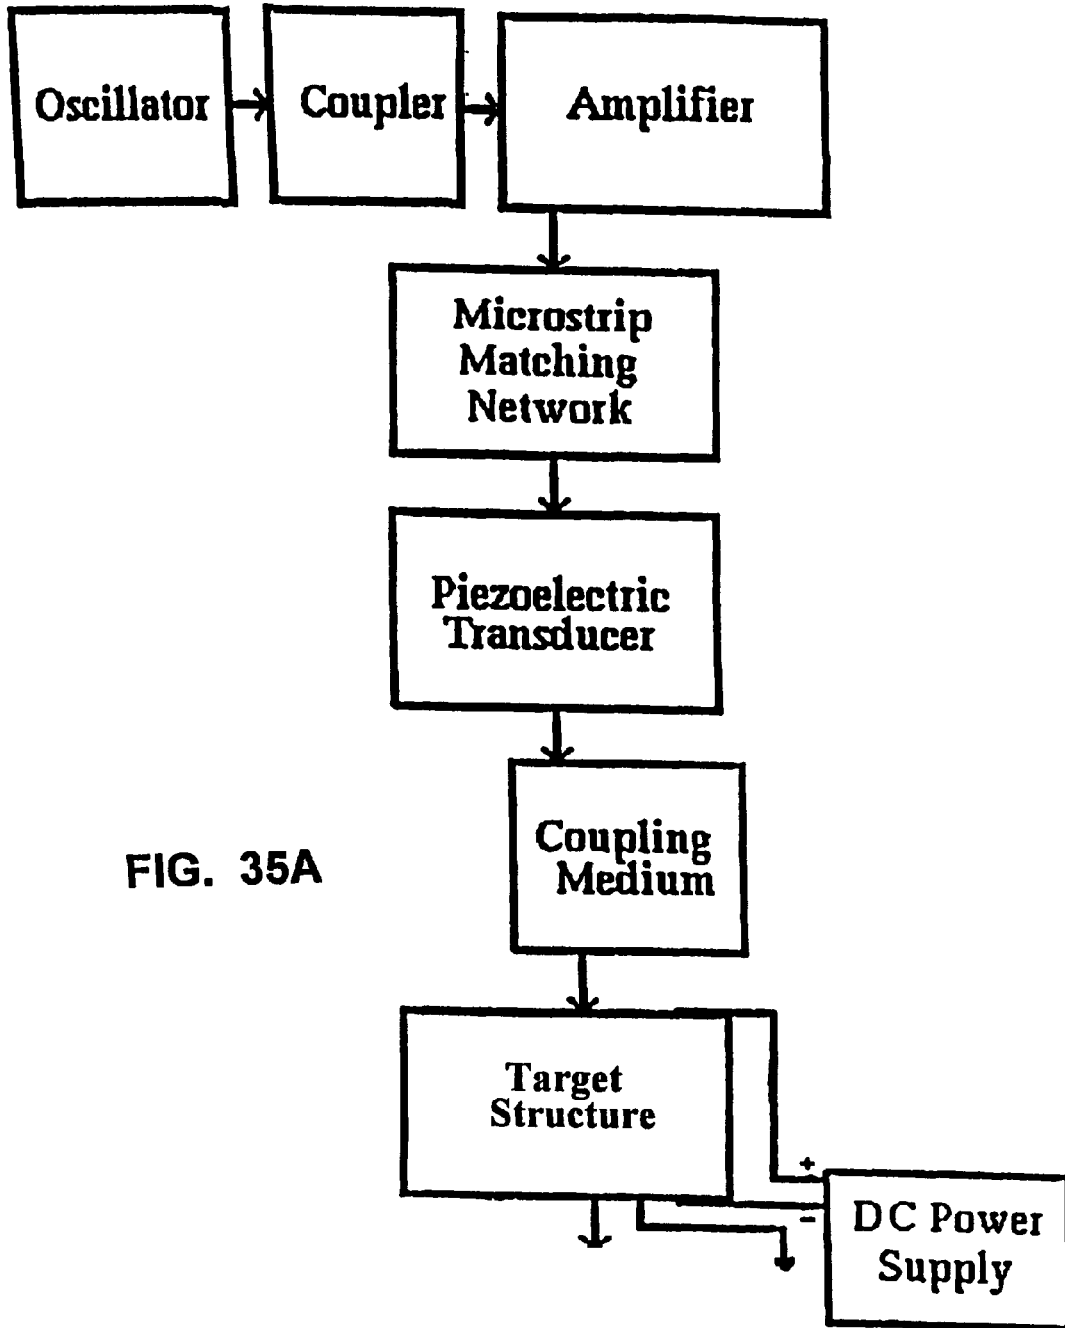 Oscillator
Coupler
Amplifier
Microstrip
Matching
Network
Piezoelectric
Transducer
Coupling
Medium
FIG. 35A
Target
Structure
+
-
DC Power
Supply